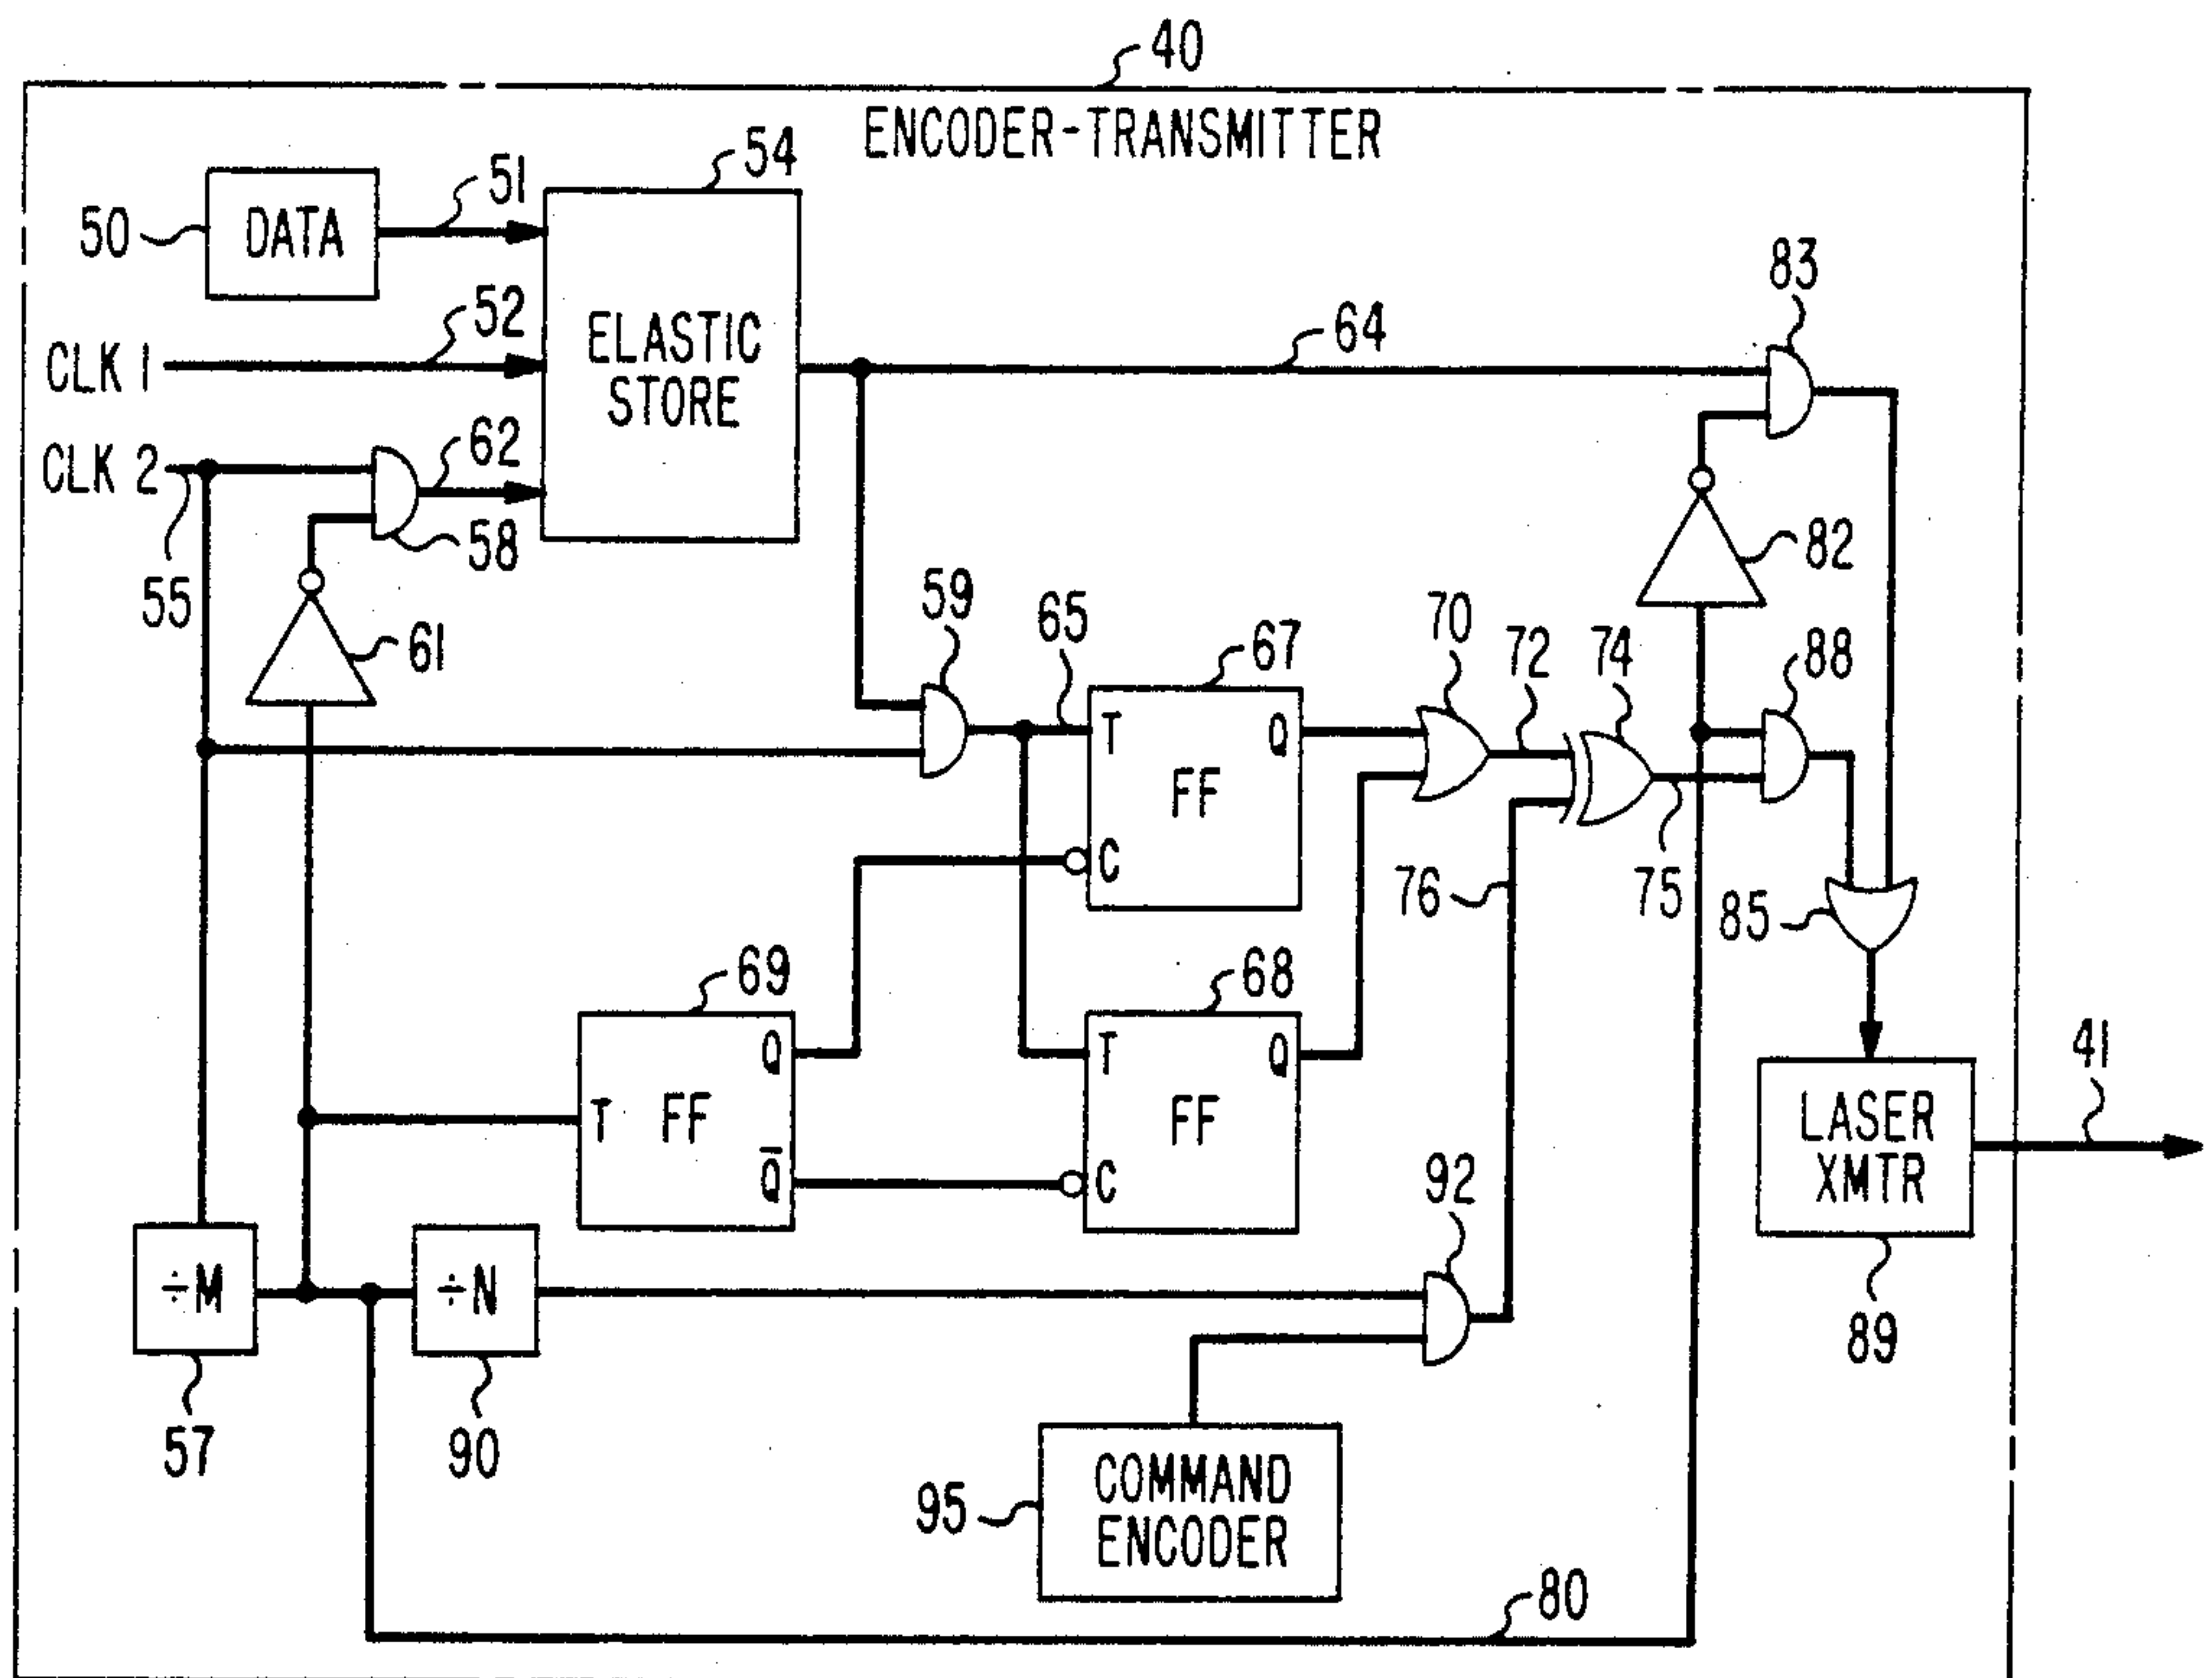 40
ENCODER-TRANSMITTER
50
DATA
51
54
CLK 1
52
ELASTIC
STORE
64
83
CLK 2
55
62
58
61
82
59
65
67
T
Q
FF
C
70
72
74
88
76
75
85
69
Q
T
FF
Q̅
68
T
Q
FF
C
LASER
XMTR
41
89
÷M
57
÷N
90
92
95
COMMAND
ENCODER
80